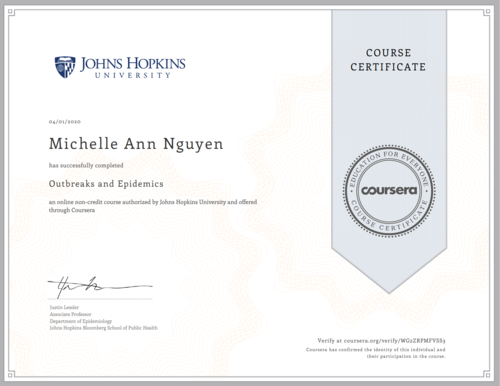 JOHNS HOPKINS
UNIVERSITY
COURSE
CERTIFICATE
04/01/2020
Michelle Ann Nguyen
has successfully completed
Outbreaks and Epidemics
an online non-credit course authorized by Johns Hopkins University and offered
through Coursera
EDUCATION FOR EVERYONE
coursera
COURSE CERTIFICATE
Justin Lessler
Associate Professor
Department of Epidemiology
Johns Hopkins Bloomberg School of Public Health
Verify at coursera.org/verify/
Coursera has confirmed the identity of this individual and
their participation in the course.